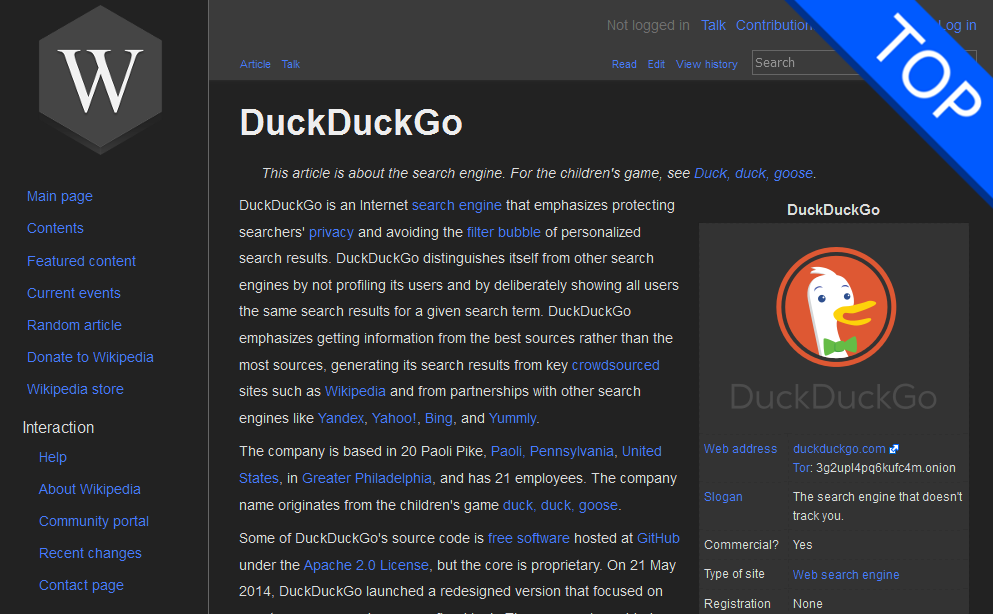 W
Not logged in Talk Contribution Log in
Article Talk Read Edit View history Search
TOP
Main page
Contents
Featured content
Current events
Random article
Donate to Wikipedia
Wikipedia store
Interaction
Help
About Wikipedia
Community portal
Recent changes
Contact page
DuckDuckGo
This article is about the search engine. For the children's game, see Duck, duck, goose.
DuckDuckGo is an Internet search engine that emphasizes protecting
searchers' privacy and avoiding the filter bubble of personalized
search results. DuckDuckGo distinguishes itself from other search
engines by not profiling its users and by deliberately showing all users
the same search results for a given search term. DuckDuckGo
emphasizes getting information from the best sources rather than the
most sources, generating its search results from key crowdsourced
sites such as Wikipedia and from partnerships with other search
engines like Yandex, Yahoo!, Bing, and Yummly.
The company is based in 20 Paoli Pike, Paoli, Pennsylvania, United
States, in Greater Philadelphia, and has 21 employees. The company
name originates from the children's game duck, duck, goose.
Some of DuckDuckGo's source code is free software hosted at GitHub
under the Apache 2.0 License, but the core is proprietary. On 21 May
2014, DuckDuckGo launched a redesigned version that focused on
DuckDuckGo
DuckDuckGo
Web address duckduckgo.com
Tor: 3g2upl4pq6kufc4m.onion
Slogan The search engine that doesn't
track you.
Commercial? Yes
Type of site Web search engine
Registration None